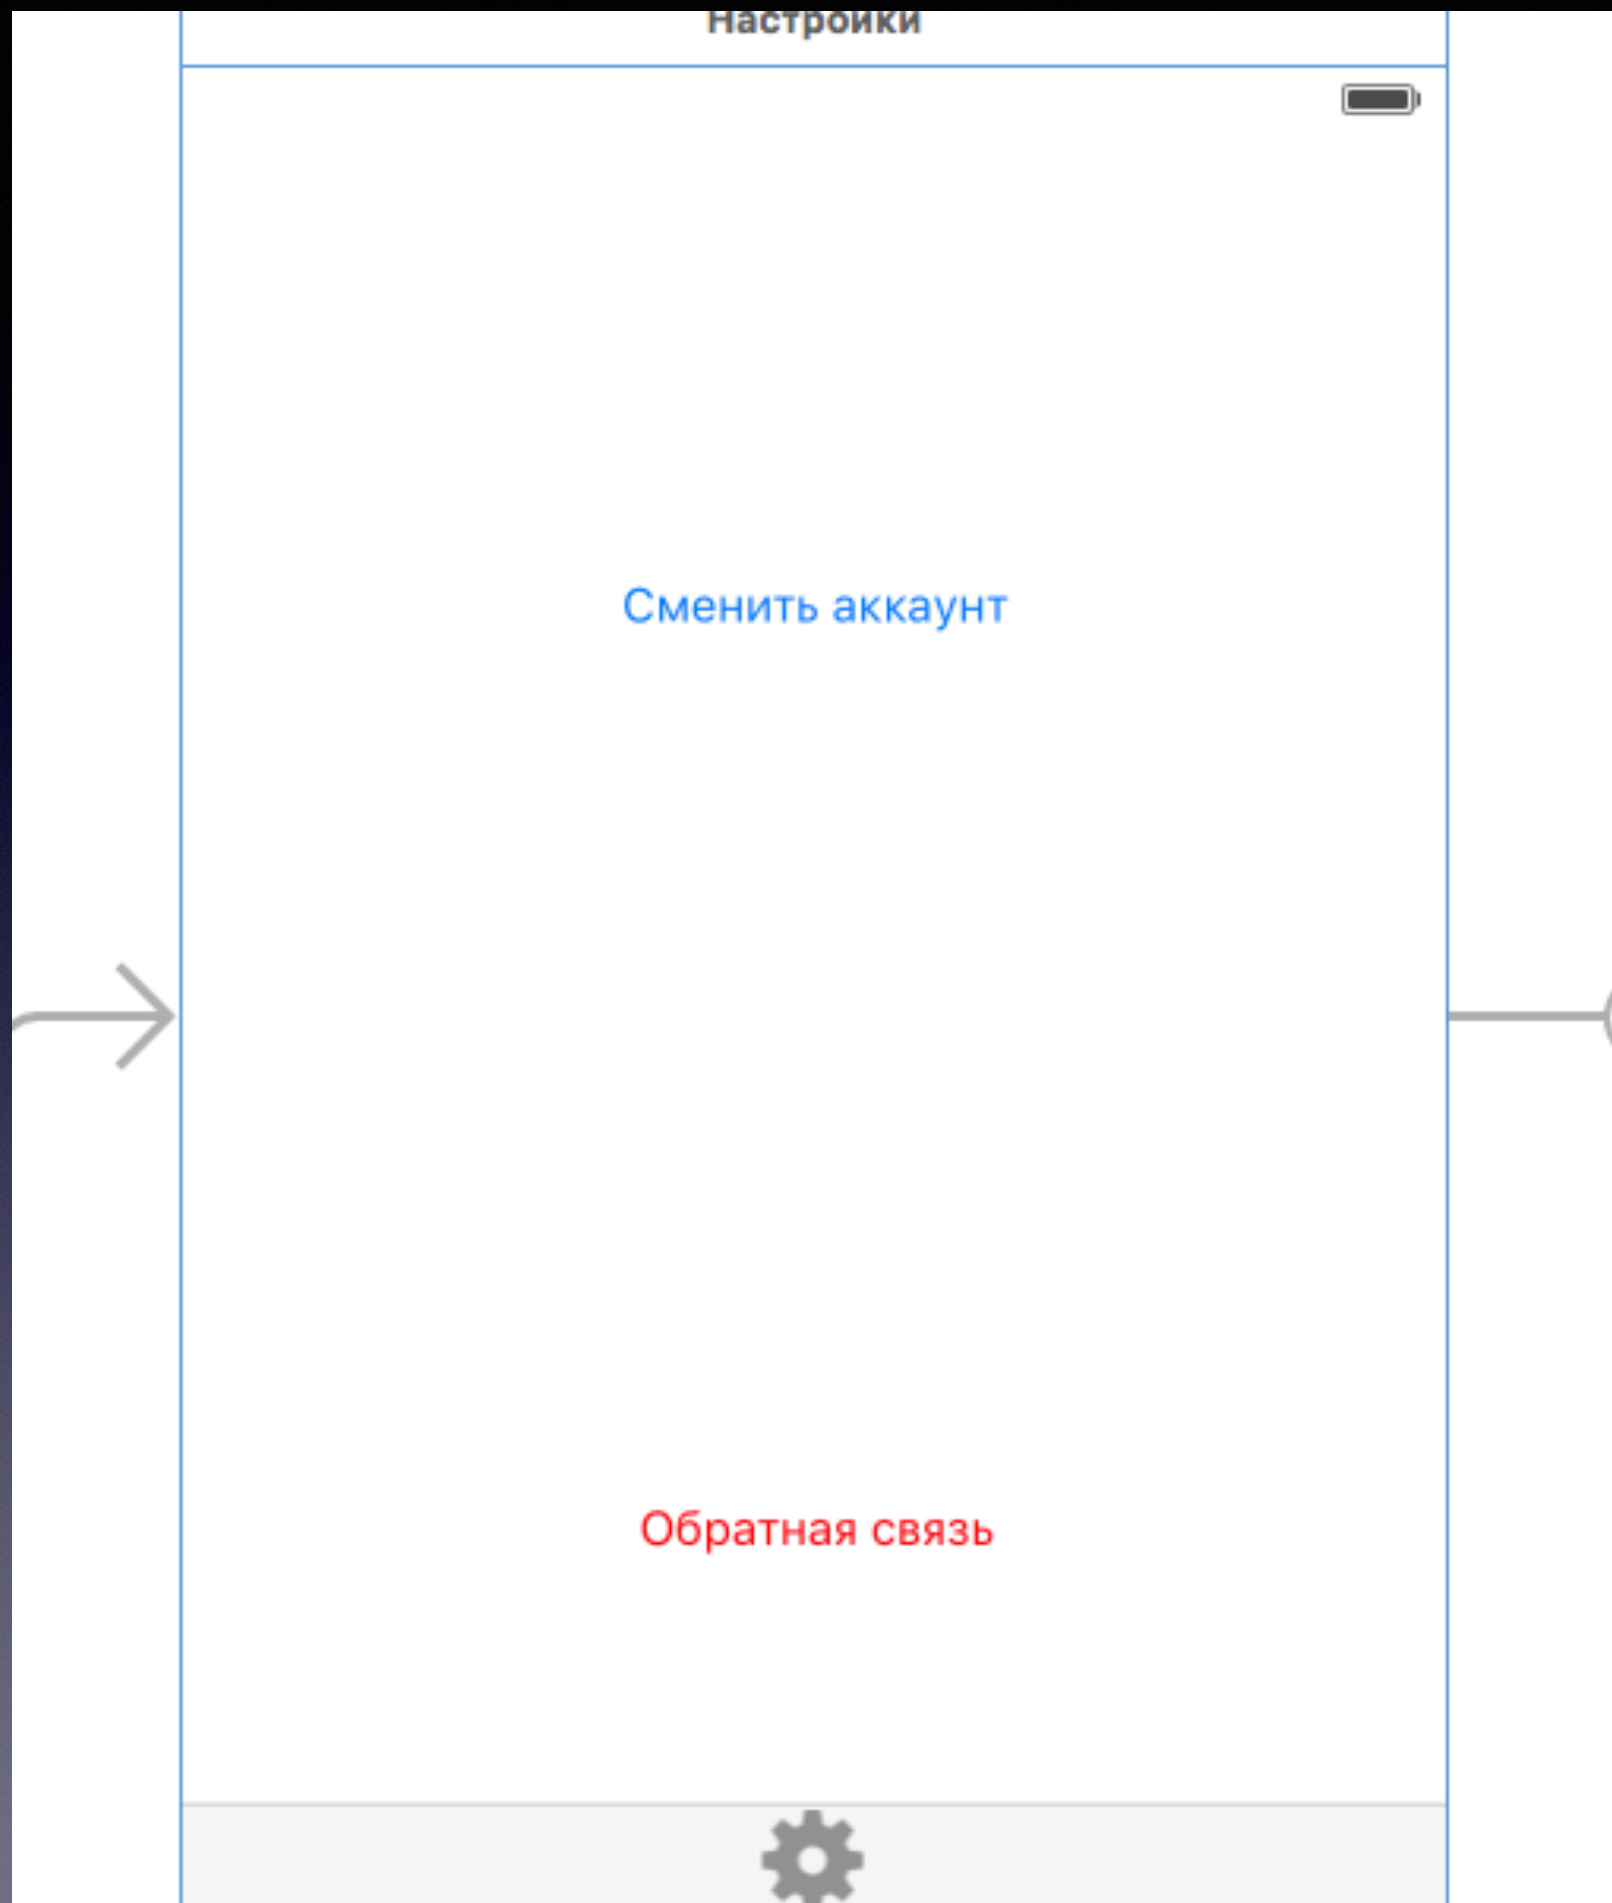 Настройки
Сменить аккаунт
Обратная связь